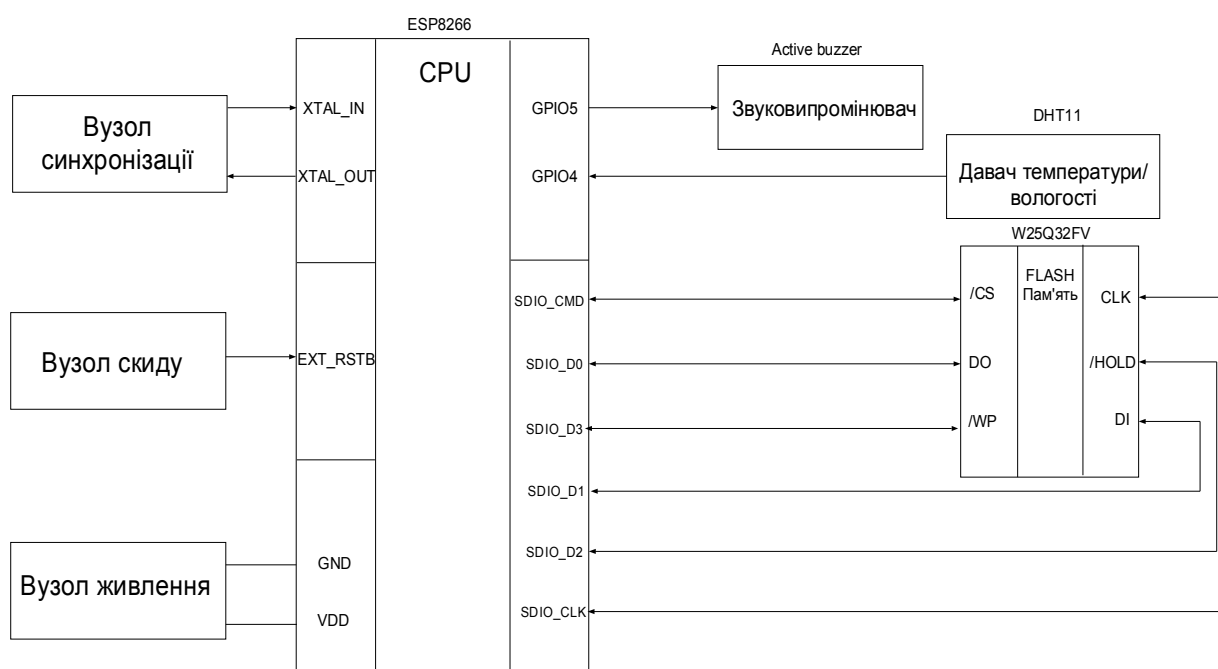 ESP8266
CPU
Вузол
синхронізації
XTAL_IN
XTAL_OUT
Вузол скиду
EXT_RSTB
Вузол живлення
GND
VDD
GPIO5
GPIO4
SDIO_CMD
SDIO_D0
SDIO_D3
SDIO_D1
SDIO_D2
SDIO_CLK
Active buzzer
Звуковипромінювач
DHT11
Давач температури/
вологості
W25Q32FV
/CS
DO
/WP
FLASH
Пам'ять
CLK
/HOLD
DI